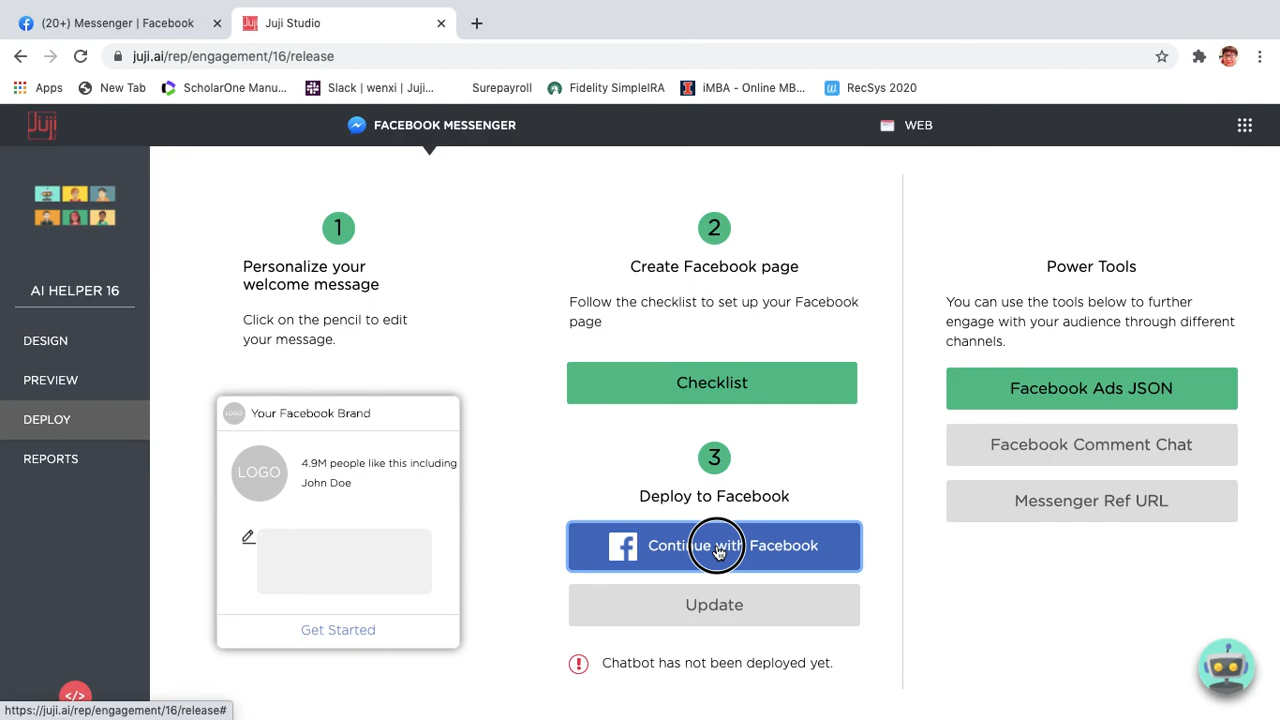 (20+) Messenger | Facebook
Juji Studio
juji.ai/rep/engagement/16/release
Apps
New Tab
ScholarOne Manu...
Slack | wenxi | Juji...
Surepayroll
Fidelity SimpleIRA
iMBA - Online MB...
RecSys 2020
Juji
FACEBOOK MESSENGER
WEB
AI HELPER 16
DESIGN
PREVIEW
DEPLOY
REPORTS
</>
https://juji.ai/rep/engagement/16/release#
1
Personalize your
welcome message
Click on the pencil to edit
your message.
LOGO
Your Facebook Brand
LOGO
4.9M people like this including
John Doe
Get Started
2
Create Facebook page
Follow the checklist to set up your Facebook
page
Checklist
3
Deploy to Facebook
Continue with Facebook
Update
Chatbot has not been deployed yet.
Power Tools
You can use the tools below to further
engage with your audience through different
channels.
Facebook Ads JSON
Facebook Comment Chat
Messenger Ref URL